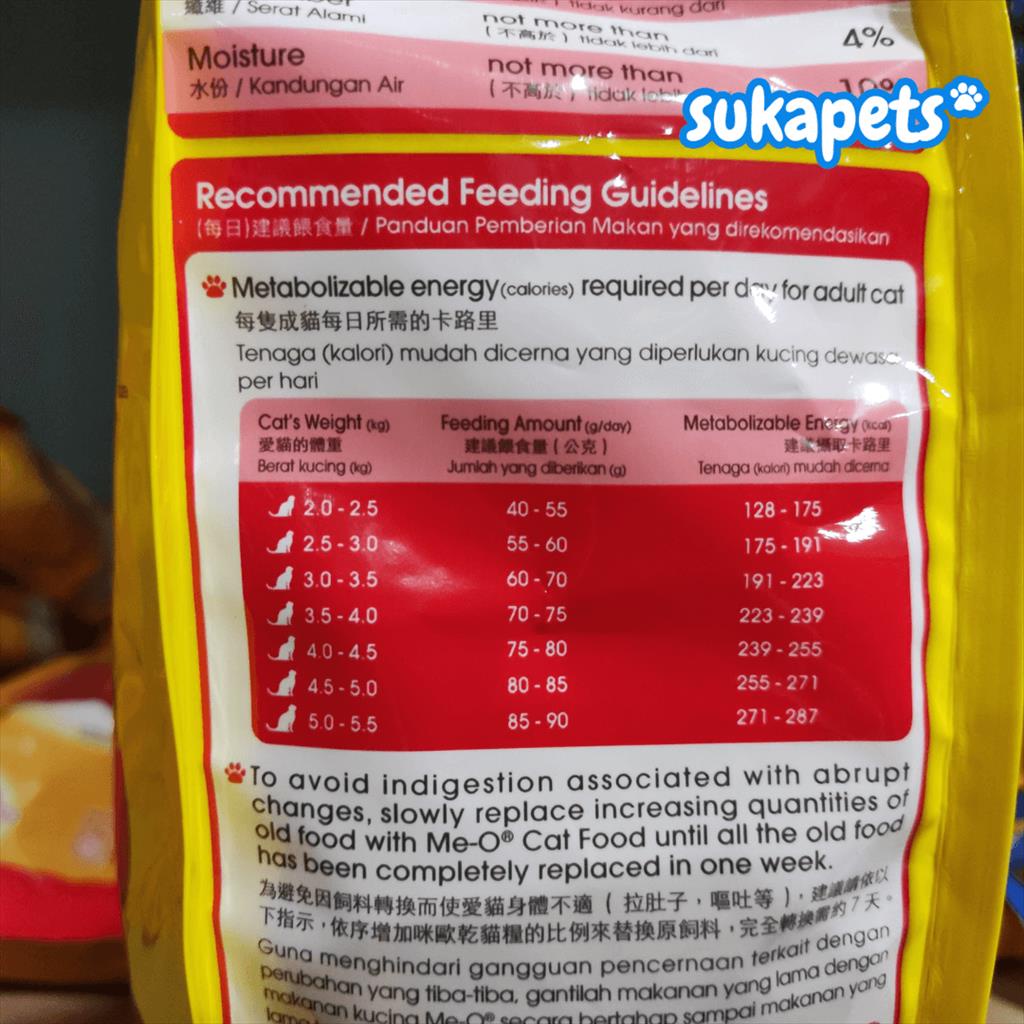 纖維 / Serat Alami
tidak kurang dari
not more than
(不高於) tidak lebih dari
4%
Moisture
水份 / Kandungan Air
not more than
(不高於) tidak
sukapets
Recommended Feeding Guidelines
(每日)建議餵食量 / Panduan Pemberian Makan yang direkomendasikan
Metabolizable energy (calories) required per day for adult cat
每隻成貓每日所需的卡路里
Tenaga (kalori) mudah dicerna yang diperlukan kucing dewasa
per hari
Cat's Weight (kg) Feeding Amount (g/day) Metabolizable Energy (kcal)
愛貓的體重 建議餵食量 (公克) 建議攝取卡路里
Berat kucing (kg) Jumlah yang diberikan (g) Tenaga (kalori) mudah dicerna
2.0 - 2.5 40 - 55 128 - 175
2.5 - 3.0 55 - 60 175 - 191
3.0 - 3.5 60 - 70 191 - 223
3.5 - 4.0 70 - 75 223 - 239
4.0 - 4.5 75 - 80 239 - 255
4.5 - 5.0 80 - 85 255 - 271
5.0 - 5.5 85 - 90 271 - 287
To avoid indigestion associated with abrupt
changes, slowly replace increasing quantities of
old food with Me-O® Cat Food until all the old food
has been completely replaced in one week.
為避免因飼料轉換而使愛貓身體不適 ( 拉肚子,嘔吐等 ),建議請依以
下指示,依序增加咪歐乾貓糧的比例來替換原飼料,完全轉換需約7天。
Guna menghindari gangguan pencernaan terkait dengan
perubahan yang tiba-tiba, gantilah makanan yang lama dengan
makanan kucing Me-O® secara bertahap sampai makanan yang